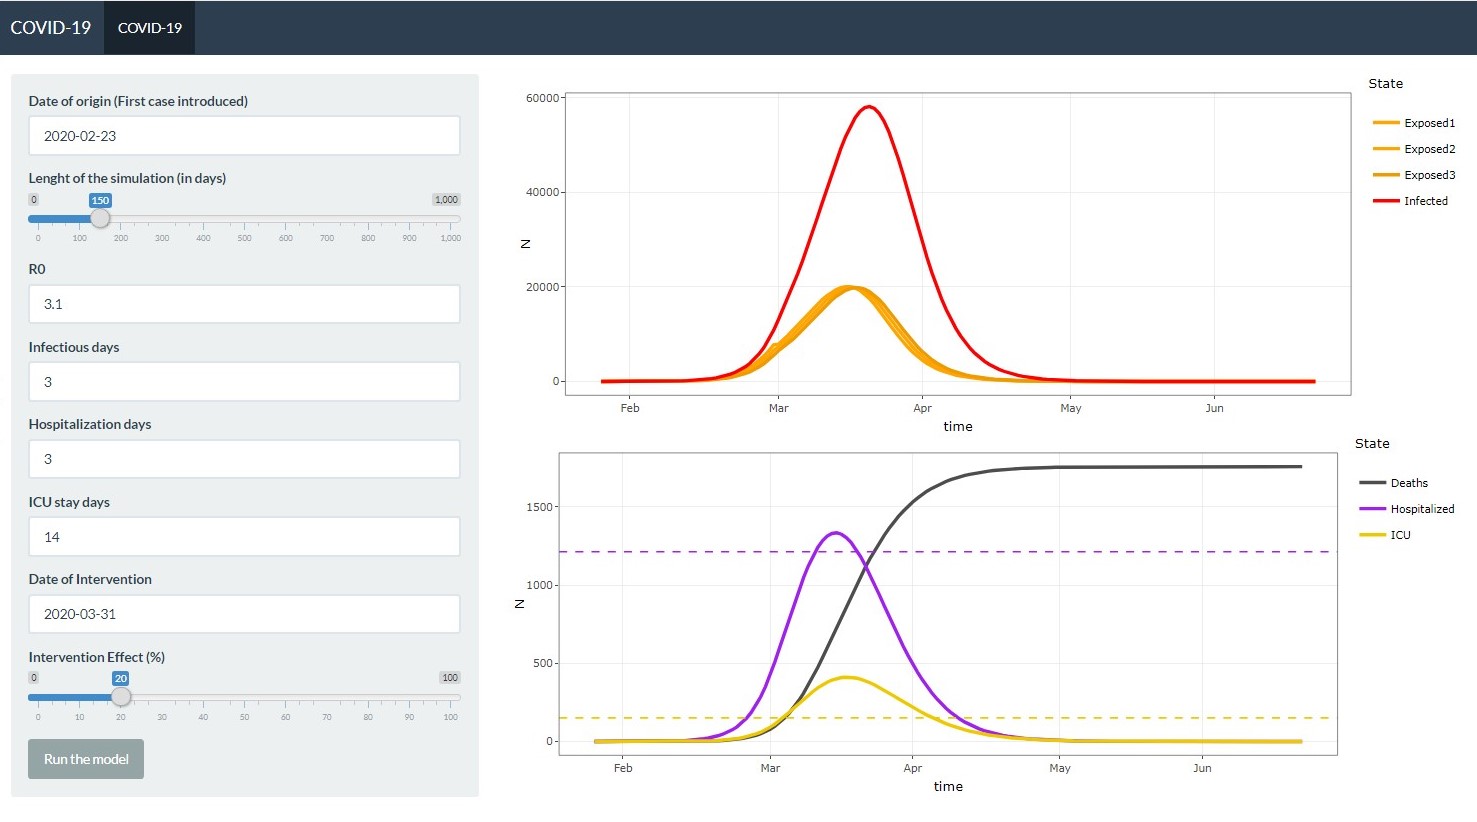 COVID-19 COVID-19
Date of origin (First case introduced)
2020-02-23
Lenght of the simulation (in days)
0 150 1,000
0 100 200 300 400 500 600 700 800 900 1,000
R0
3.1
Infectious days
3
Hospitalization days
3
ICU stay days
14
Date of Intervention
2020-03-31
Intervention Effect (%)
0 20 100
0 10 20 30 40 50 60 70 80 90 100
Run the model
State
Exposed1
Exposed2
Exposed3
Infected
60000
40000
20000
0
N
Feb Mar Apr May Jun
time
State
Deaths
Hospitalized
ICU
1500
1000
500
0
N
Feb Mar Apr May Jun
time